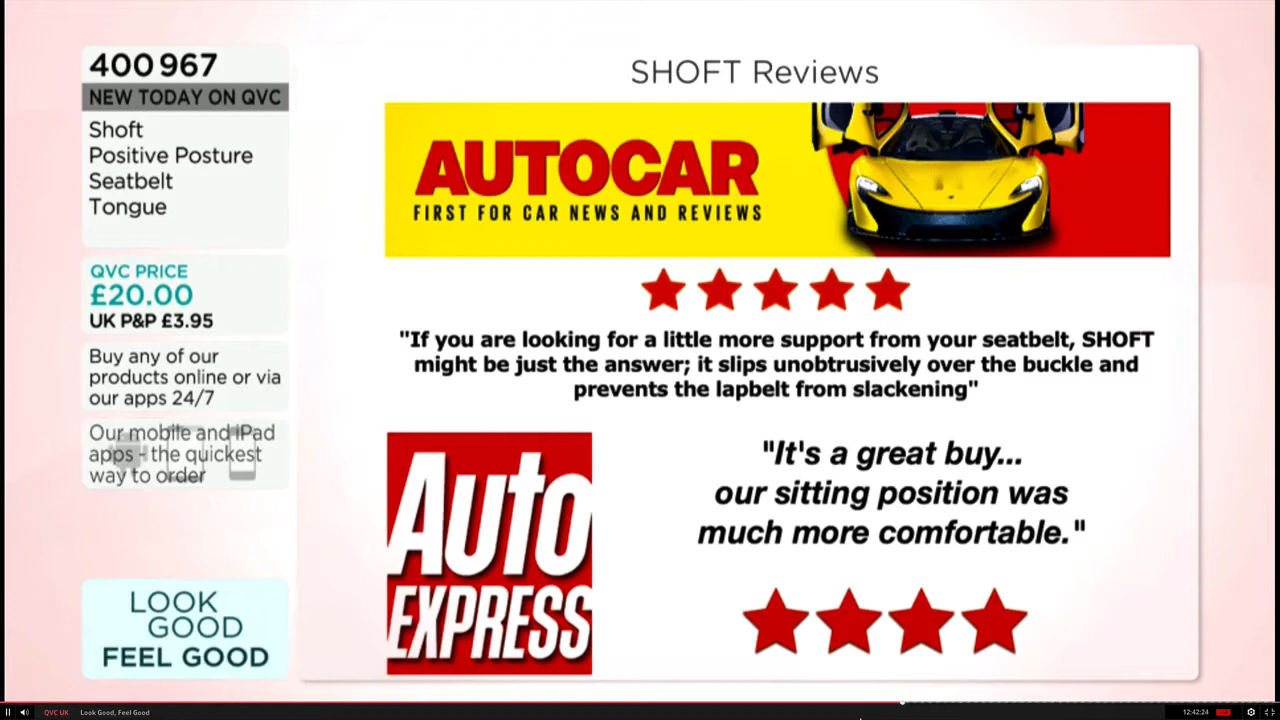 400 967
NEW TODAY ON QVC
Shoft
Positive Posture
Seatbelt
Tongue
QVC PRICE
£20.00
UK P&P £3.95
Buy any of our
products online or via
our apps 24/7
Our mobile and iPad
apps - the quickest
way to order
LOOK
GOOD
FEEL GOOD
SHOFT Reviews
AUTOCAR
FIRST FOR CAR NEWS AND REVIEWS
"If you are looking for a little more support from your seatbelt, SHOFT
might be just the answer; it slips unobtrusively over the buckle and
prevents the lapbelt from slackening"
Auto
EXPRESS
"It's a great buy...
our sitting position was
much more comfortable."
QVC UK Look Good, Feel Good
12:42:24